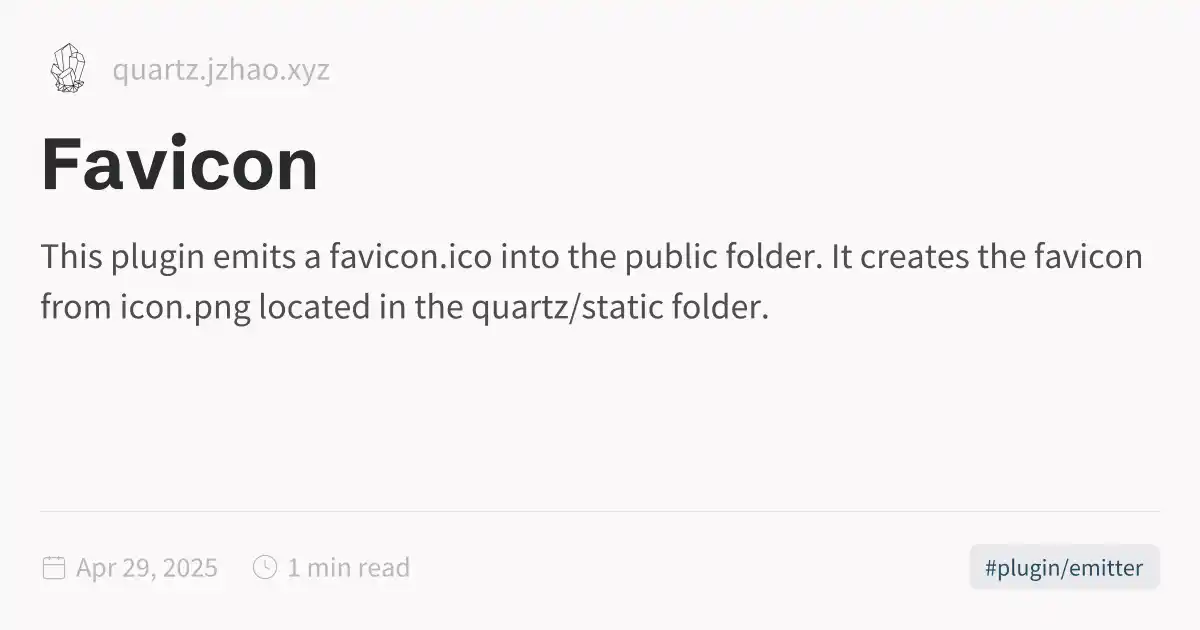 quartz.jzhao.xyz
Favicon
This plugin emits a favicon.ico into the public folder. It creates the favicon
from icon.png located in the quartz/static folder.
Apr 29, 2025 1 min read #plugin/emitter